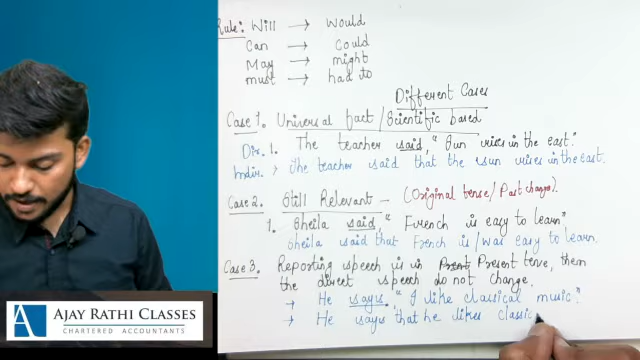 Rule: Will → Would
Can → Could
May → might
must → had to
Different Cases
Case 1. Universal fact / Scientific based
Dir. 1. The teacher said, "Sun rises in the east."
Indir. → The teacher said that the sun rises in the east.
Case 2. Still Relevant - (Original tense / Past change).
1. Sheila said, "French is easy to learn"
Sheila said that French is / was easy to learn.
Case 3. Reporting speech is in Present Present tense, them
the direct speech do not change.
→ He says, "I like classical music."
→ He says that he likes classic
AJAY RATHI CLASSES
CHARTERED ACCOUNTANTS